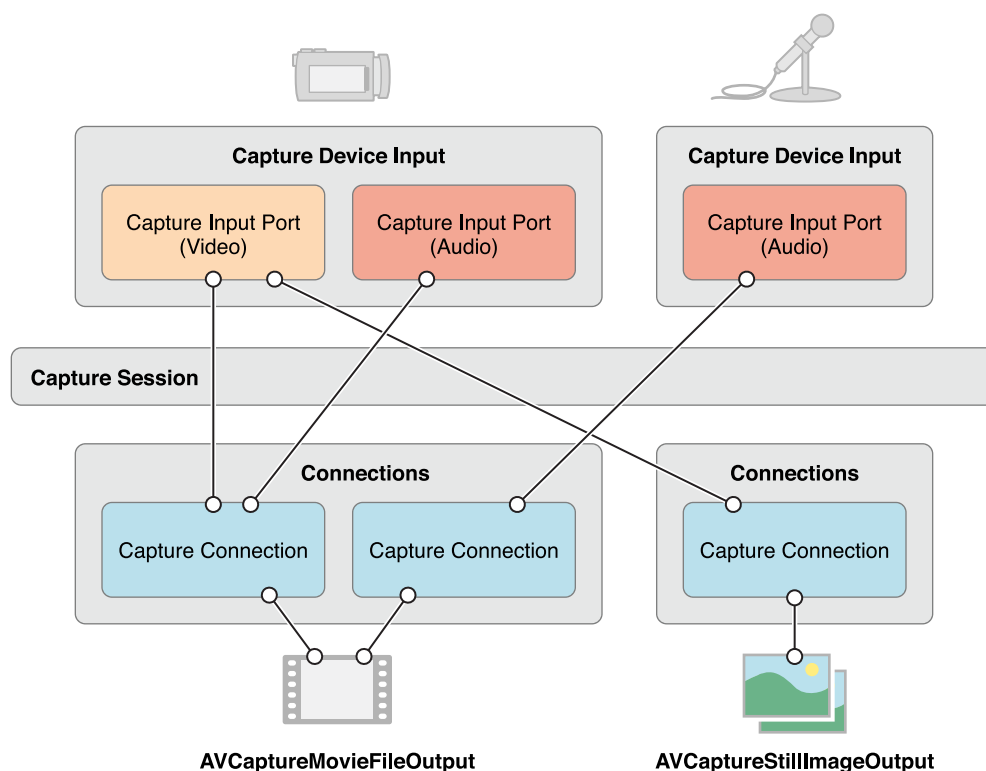 Capture Device Input
Capture Device Input
Capture Input Port
(Video)
Capture Input Port
(Audio)
Capture Input Port
(Audio)
Capture Session
Connections
Connections
Capture Connection
Capture Connection
Capture Connection
AVCaptureMovieFileOutput
AVCaptureStillImageOutput